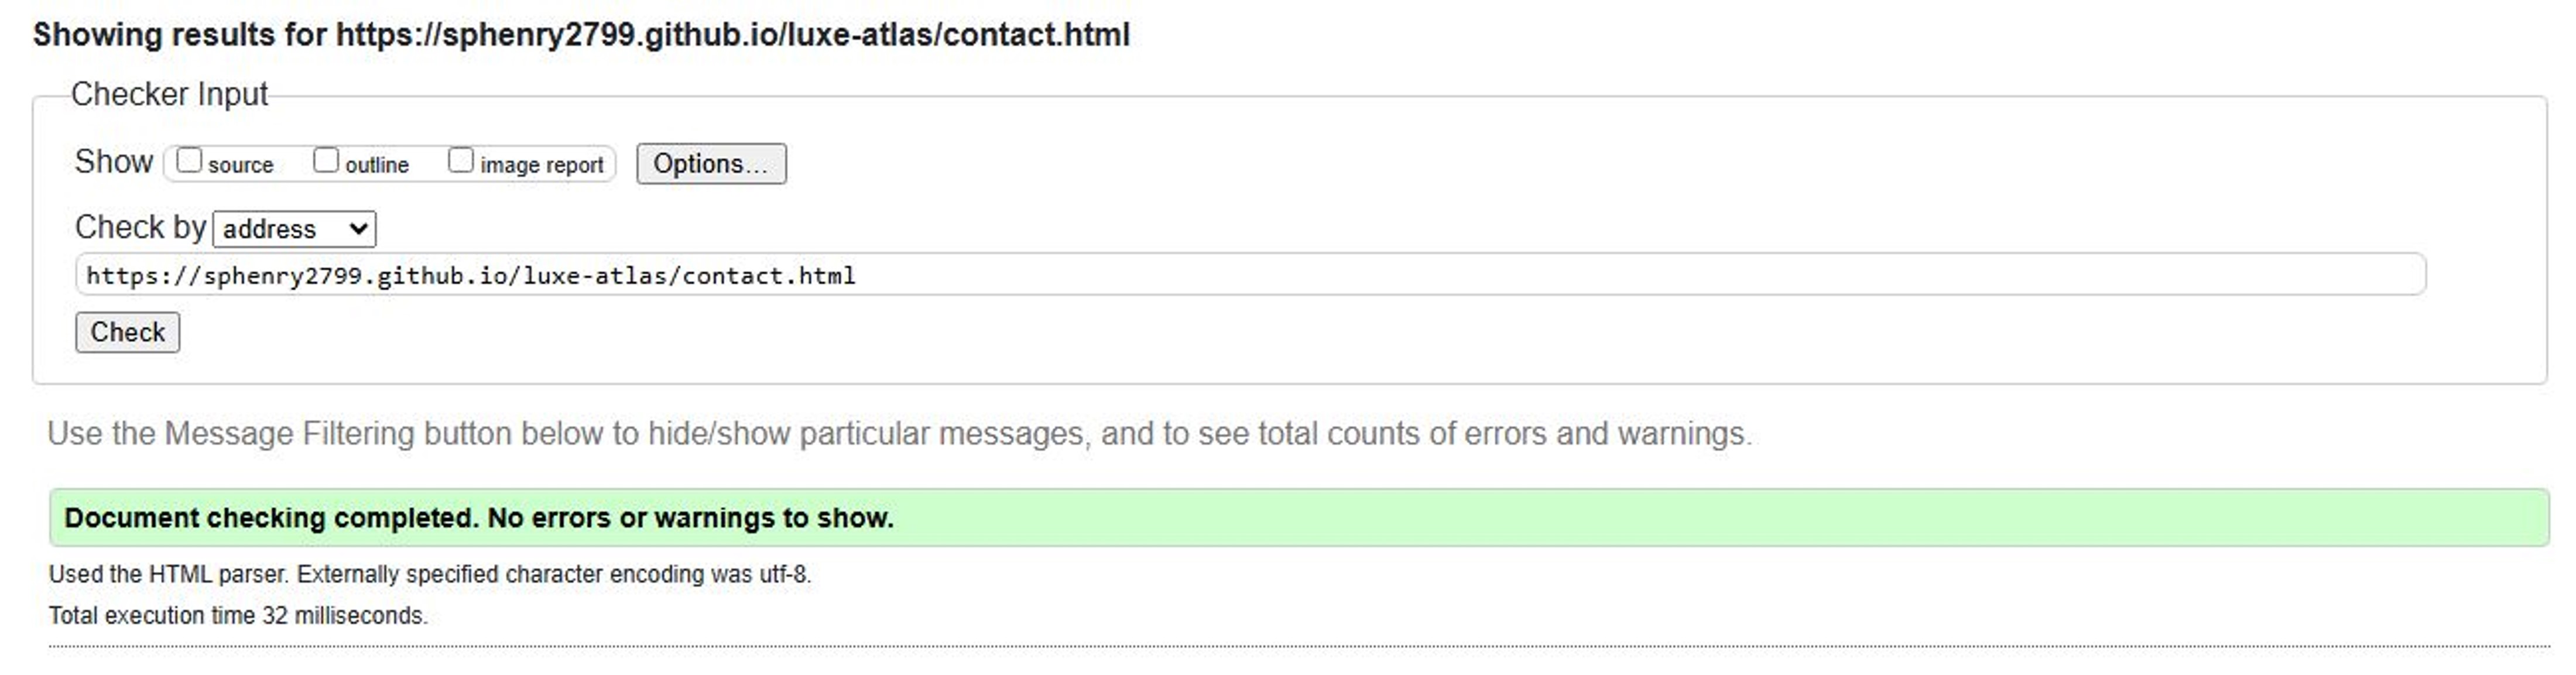 Showing results for https://sphenry2799.github.io/luxe-atlas/contact.html
Checker Input
Show source outline image report Options...
Check by address
https://sphenry2799.github.io/luxe-atlas/contact.html
Check
Use the Message Filtering button below to hide/show particular messages, and to see total counts of errors and warnings.
Document checking completed. No errors or warnings to show.
Used the HTML parser. Externally specified character encoding was utf-8.
Total execution time 32 milliseconds.